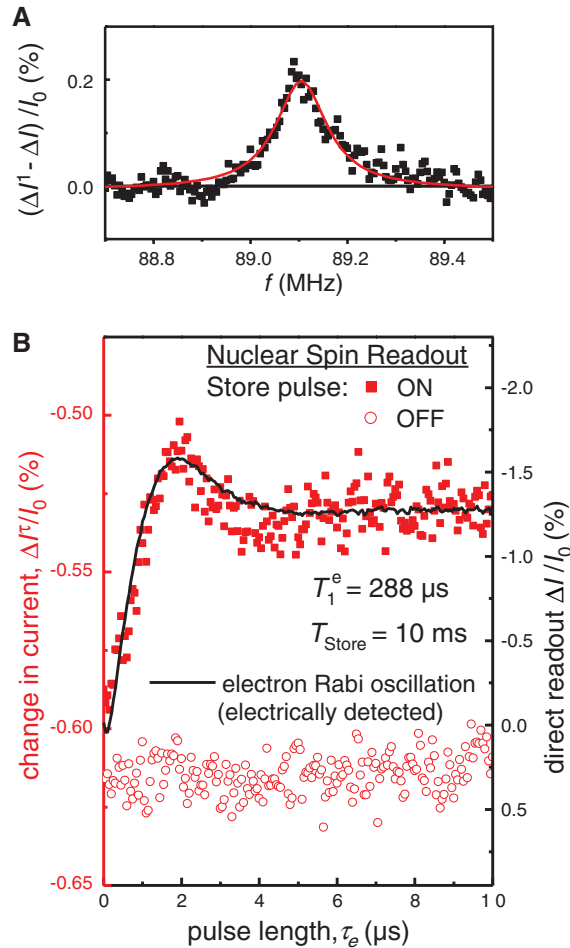 A
(ΔI¹ - ΔI) / I₀ (%)
0.2
0.0
88.8 89.0 89.2 89.4
f (MHz)
B
Nuclear Spin Readout
Store pulse: ■ ON
○ OFF
change in current, ΔIᵗ/I₀ (%)
-0.50
-0.55
-0.60
-0.65
T₁ᵉ = 288 µs
T_Store = 10 ms
electron Rabi oscillation
(electrically detected)
direct readout ΔI /I₀ (%)
-2.0
-1.5
-1.0
-0.5
0.0
0.5
0 2 4 6 8 10
pulse length, τₑ (µs)